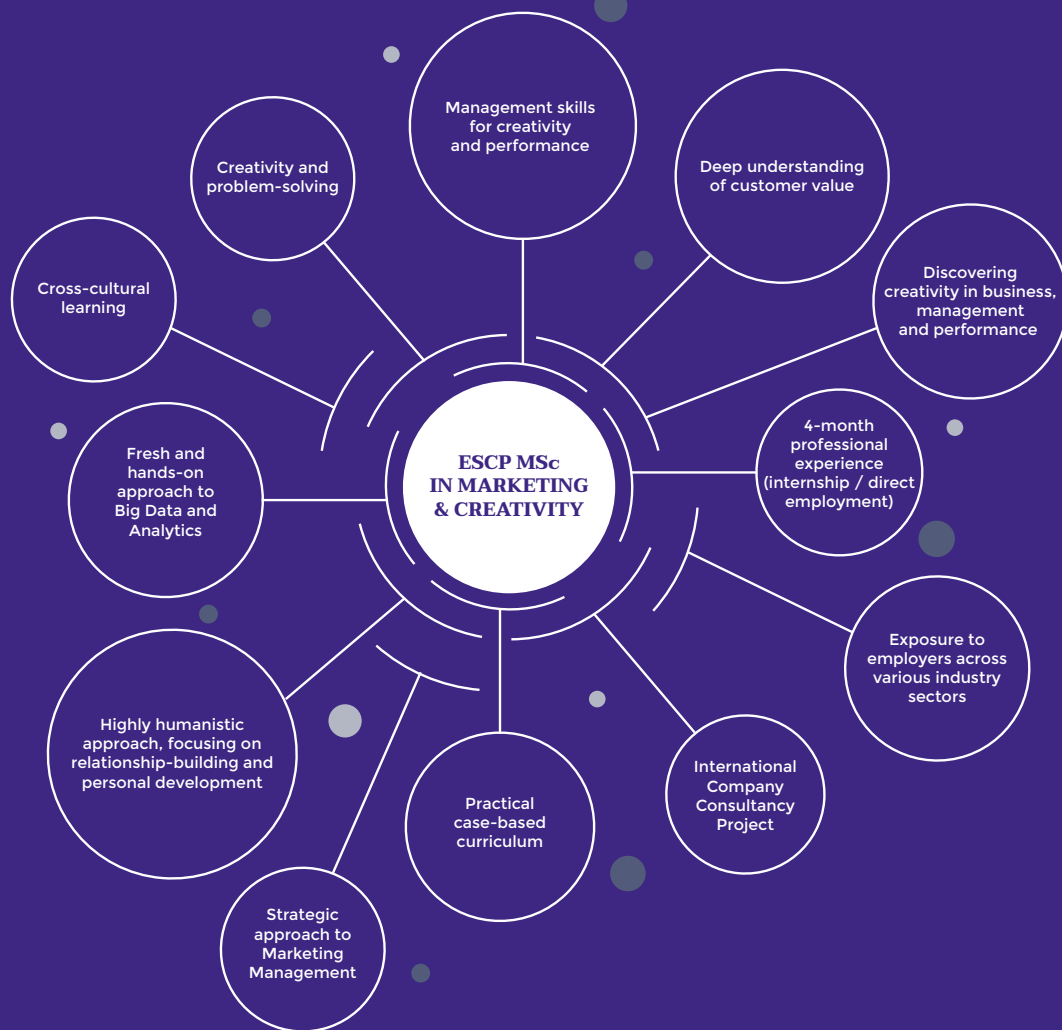 Management skills
for creativity
and performance
Creativity and
problem-solving
Deep understanding
of customer value
Cross-cultural
learning
Discovering
creativity in business,
management
and performance
Fresh and
hands-on
approach to
Big Data and
Analytics
ESCP MSc
IN MARKETING
& CREATIVITY
4-month
professional
experience
(internship / direct
employment)
Exposure to
employers across
various industry
sectors
Highly humanistic
approach, focusing on
relationship-building and
personal development
International
Company
Consultancy
Project
Practical
case-based
curriculum
Strategic
approach to
Marketing
Management